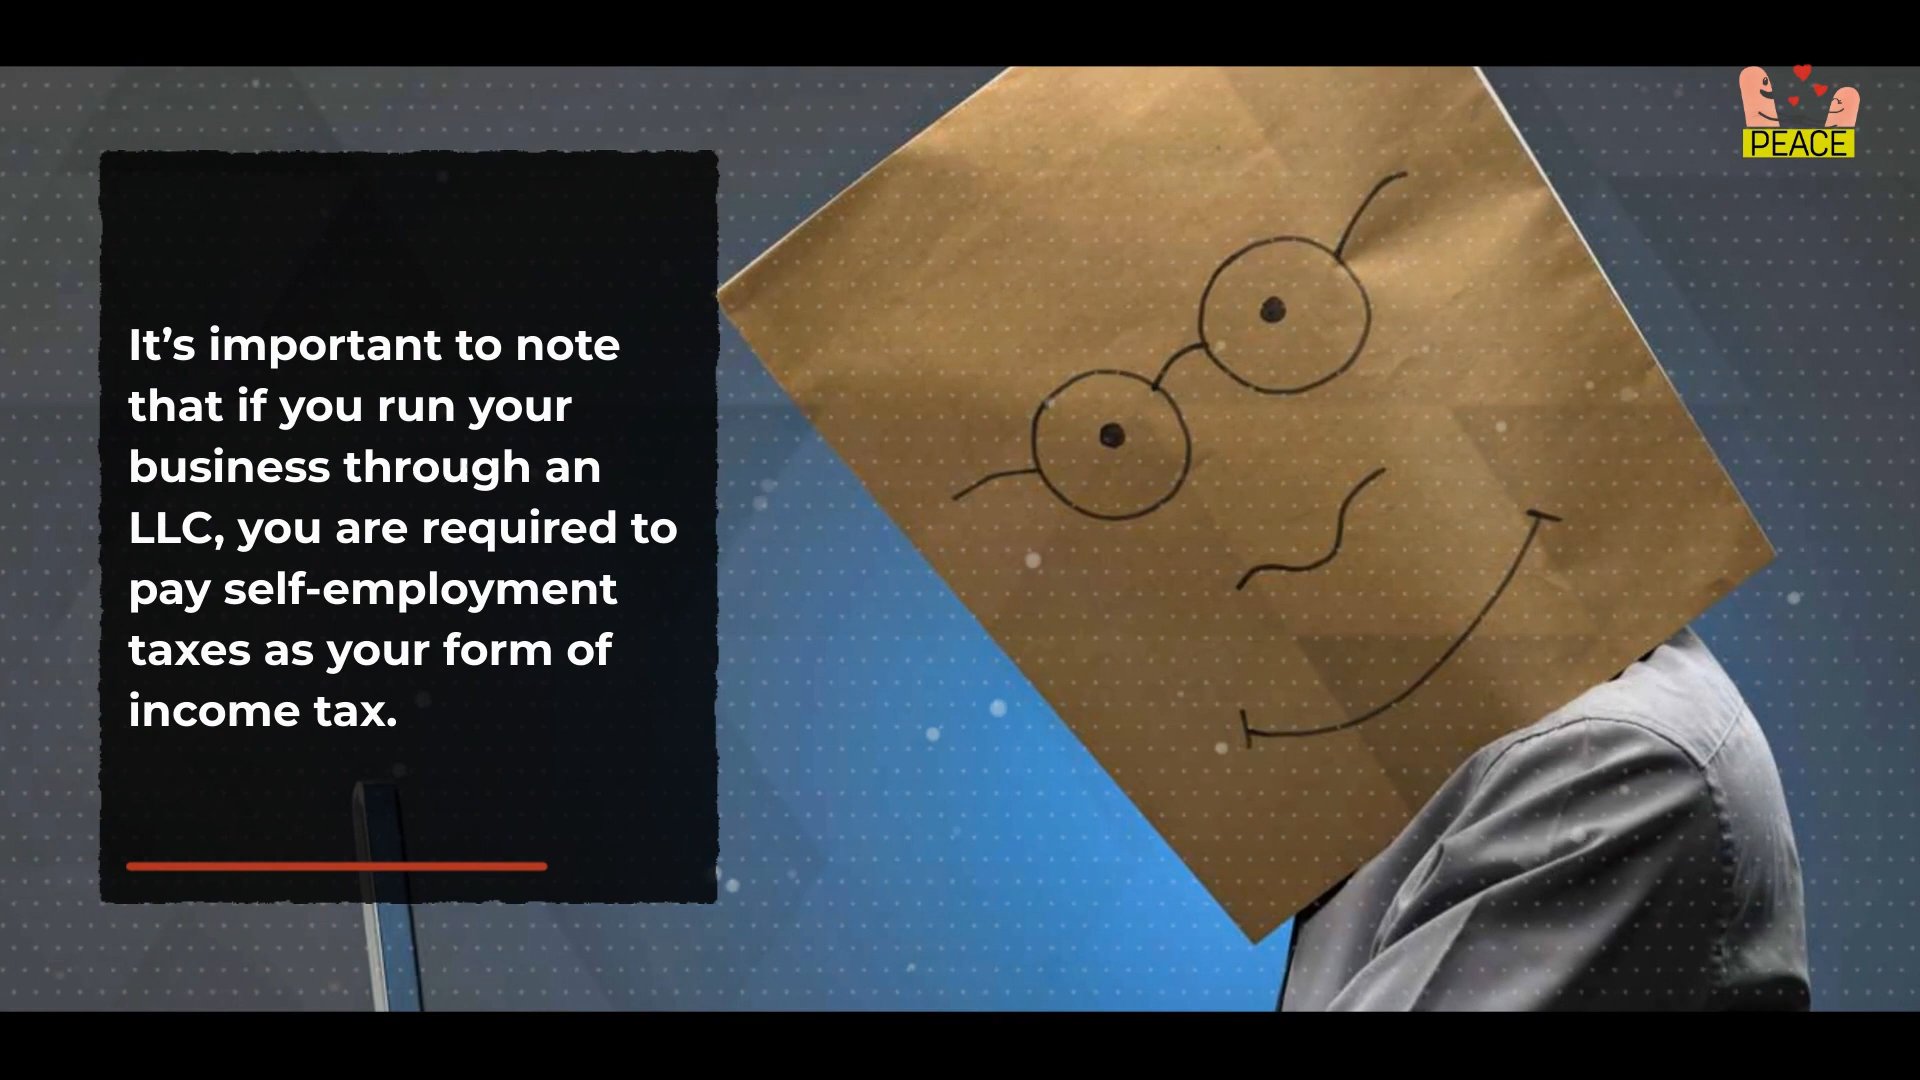 PEACE
It’s important to note
that if you run your
business through an
LLC, you are required to
pay self-employment
taxes as your form of
income tax.